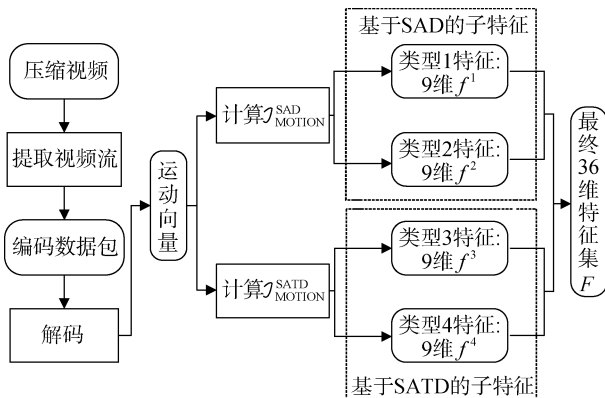 压缩视频
提取视频流
编码数据包
解码
运动向量
计算𝒥 SAD MOTION
计算𝒥 SATD MOTION
基于SAD的子特征
类型1特征:
9维f¹
类型2特征:
9维f²
类型3特征:
9维f³
类型4特征:
9维f⁴
基于SATD的子特征
最终36维特征集F